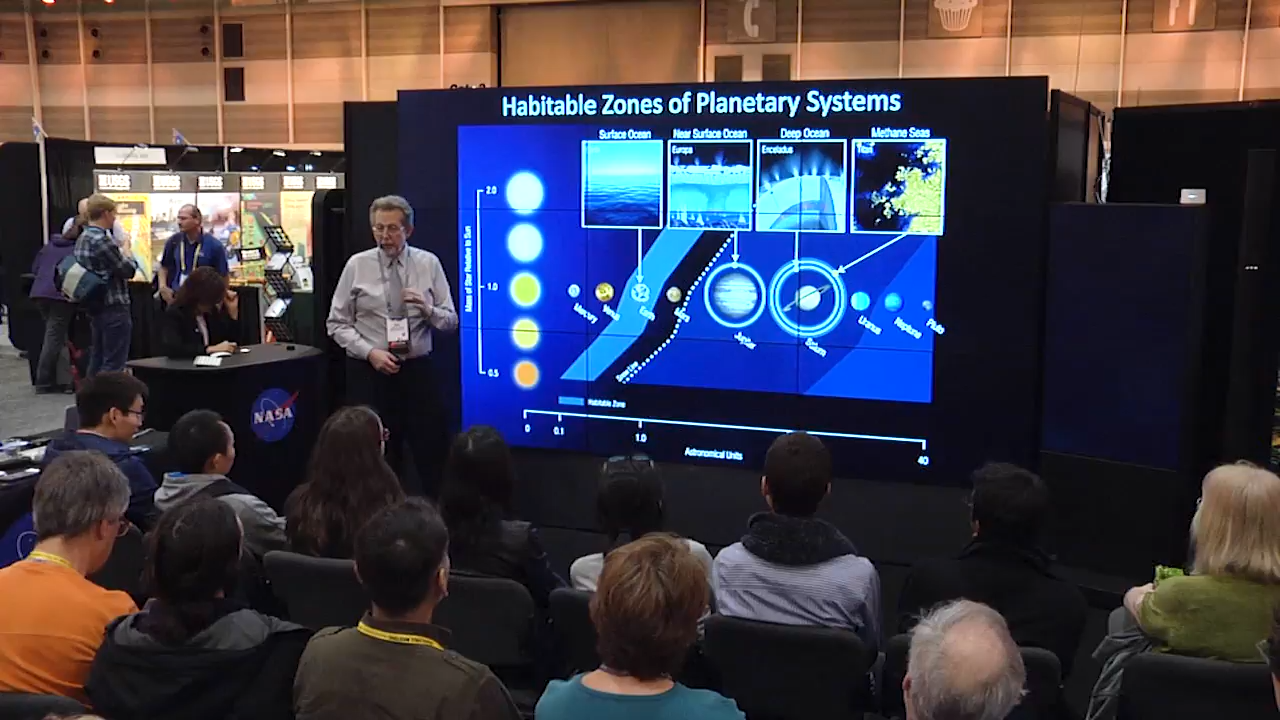 Habitable Zones of Planetary Systems
Surface Ocean
Near Surface Ocean
Deep Ocean
Methane Seas
Europa
Enceladus
Titan
2.0
1.0
0.5
Mass of Star Relative to Sun
Mercury
Venus
Earth
Mars
Jupiter
Saturn
Uranus
Neptune
Pluto
Snow Line
Habitable Zone
0
0.1
1.0
40
Astronomical Units
NASA
C